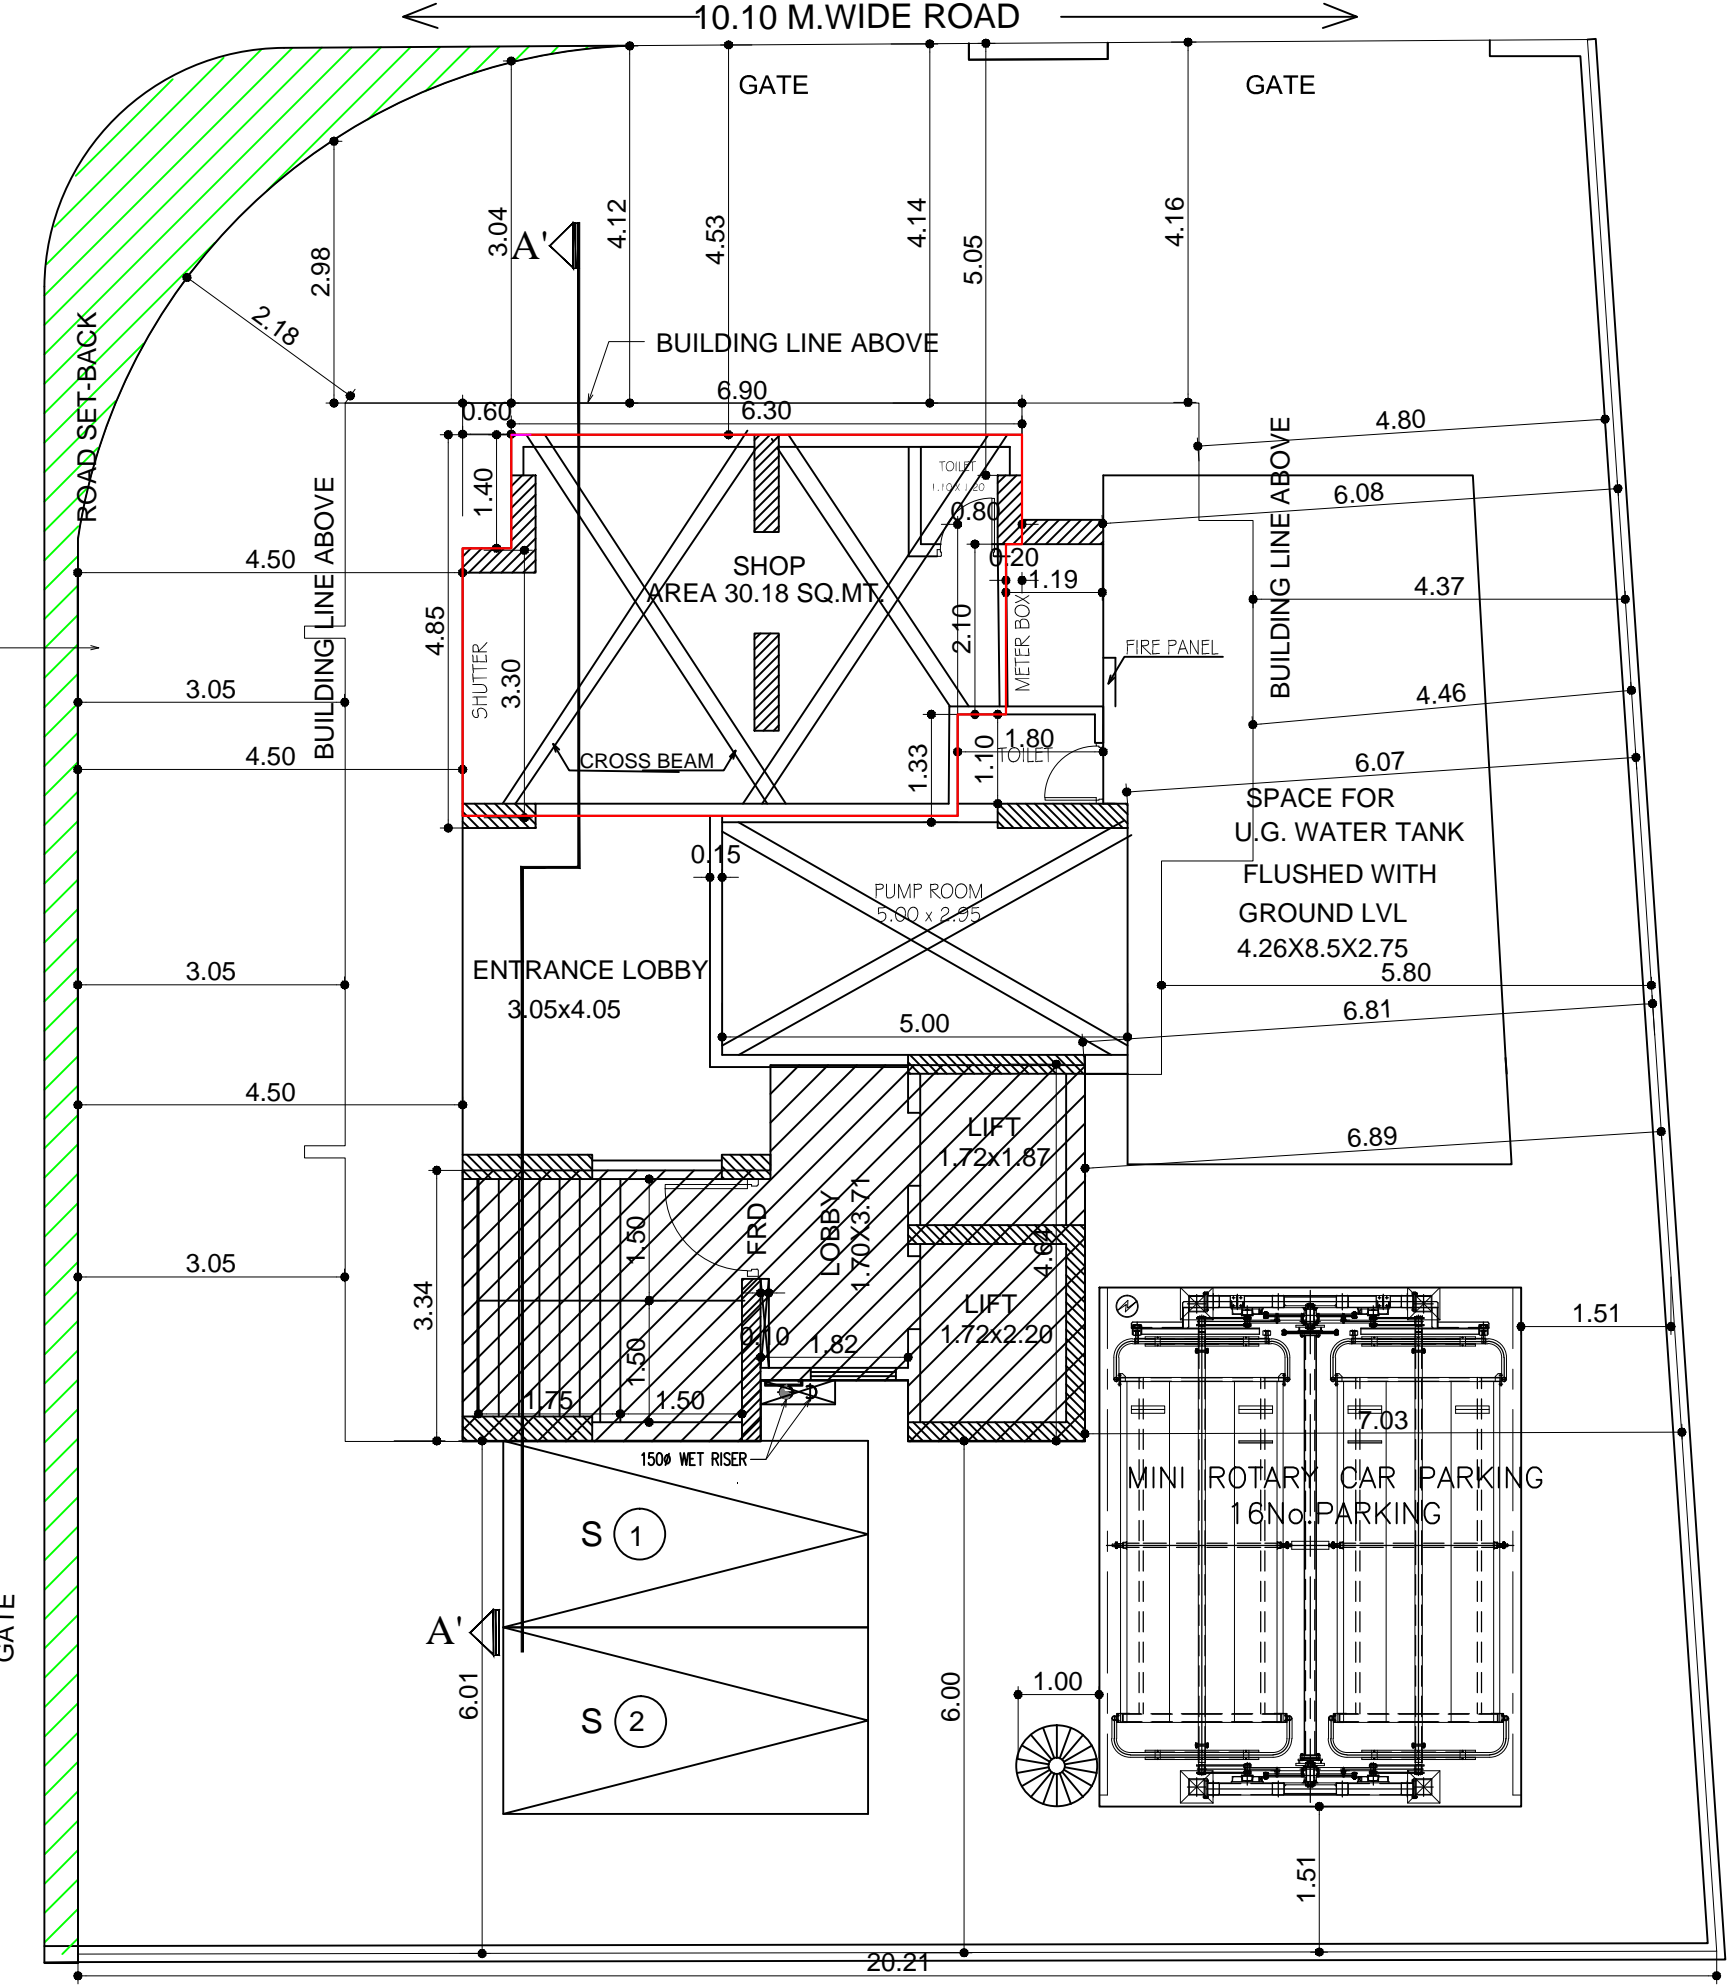 10.10 M.WIDE ROAD
GATE
GATE
3.04
4.12
4.53
4.14
5.05
4.16
2.98
A'
2.18
ROAD SET-BACK
BUILDING LINE ABOVE
6.90
0.60
6.30
4.80
1.40
TOILET
1.10 X 1.20
6.08
0.80
BUILDING LINE ABOVE
BUILDING LINE ABOVE
4.50
SHOP
AREA 30.18 SQ.MT.
0.20
1.19
4.37
4.85
SHUTTER
3.30
2.10
METER BOX
FIRE PANEL
3.05
4.46
4.50
CROSS BEAM
1.33
1.10
1.80
TOILET
6.07
SPACE FOR
U.G. WATER TANK
FLUSHED WITH
GROUND LVL
4.26X8.5X2.75
0.15
PUMP ROOM
5.00 x 2.95
3.05
ENTRANCE LOBBY
3.05x4.05
5.80
5.00
6.81
4.50
LIFT
1.72x1.87
6.89
3.05
3.34
1.50
FRD
LOBBY
1.70X3.71
4.64
LIFT
1.72x2.20
0.10
1.82
1.50
1.51
1.75
1.50
7.03
150ø WET RISER
MINI ROTARY CAR PARKING
16No.PARKING
S 1
GATE
A'
6.01
6.00
1.00
S 2
1.51
20.21